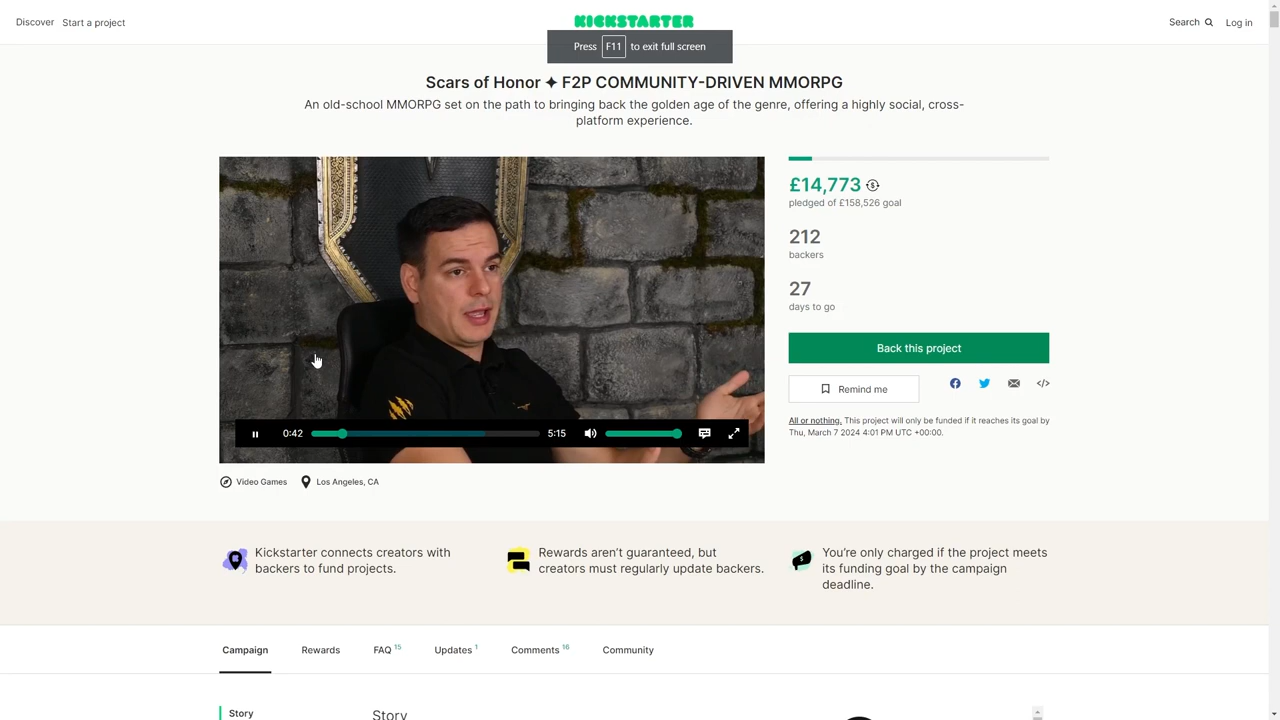 Discover Start a project
KICKSTARTER
Search Log in
Press F11 to exit full screen
Scars of Honor ✦ F2P COMMUNITY-DRIVEN MMORPG
An old-school MMORPG set on the path to bringing back the golden age of the genre, offering a highly social, cross-
platform experience.
£14,773
pledged of £158,526 goal
212
backers
27
days to go
Back this project
Remind me
All or nothing. This project will only be funded if it reaches its goal by
Thu, March 7 2024 4:01 PM UTC +00:00.
0:42 5:15
Video Games Los Angeles, CA
Kickstarter connects creators with
backers to fund projects.
Rewards aren’t guaranteed, but
creators must regularly update backers.
You’re only charged if the project meets
its funding goal by the campaign
deadline.
Campaign Rewards FAQ 15 Updates 1 Comments 16 Community
Story
Story